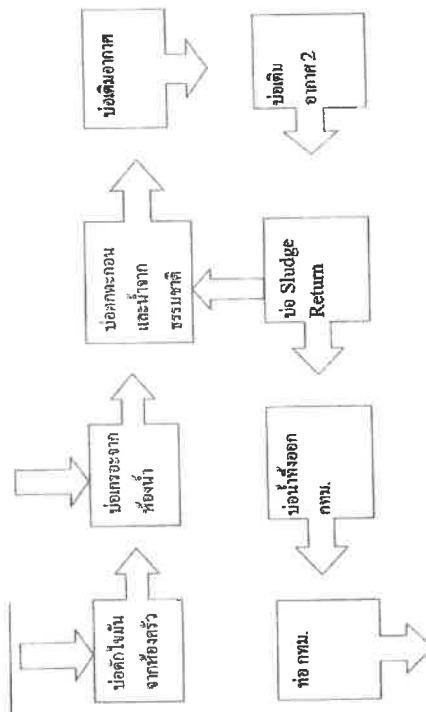 บ่อดักไขมัน
จากห้องครัว
บ่อเกรอะจาก
ห้องน้ำ
บ่อตกตะกอน
และน้ำจาก
ธรรมชาติ
บ่อเติมอากาศ
บ่อเติม
อากาศ 2
บ่อ Sludge
Return
บ่อน้ำทิ้งออก
กทม.
ท่อ กทม.